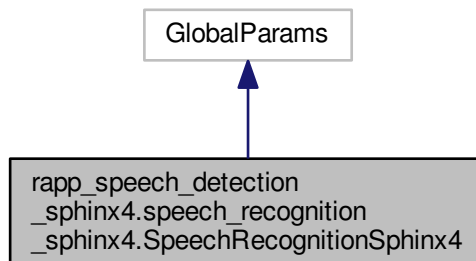 GlobalParams
rapp_speech_detection
_sphinx4.speech_recognition
_sphinx4.SpeechRecognitionSphinx4